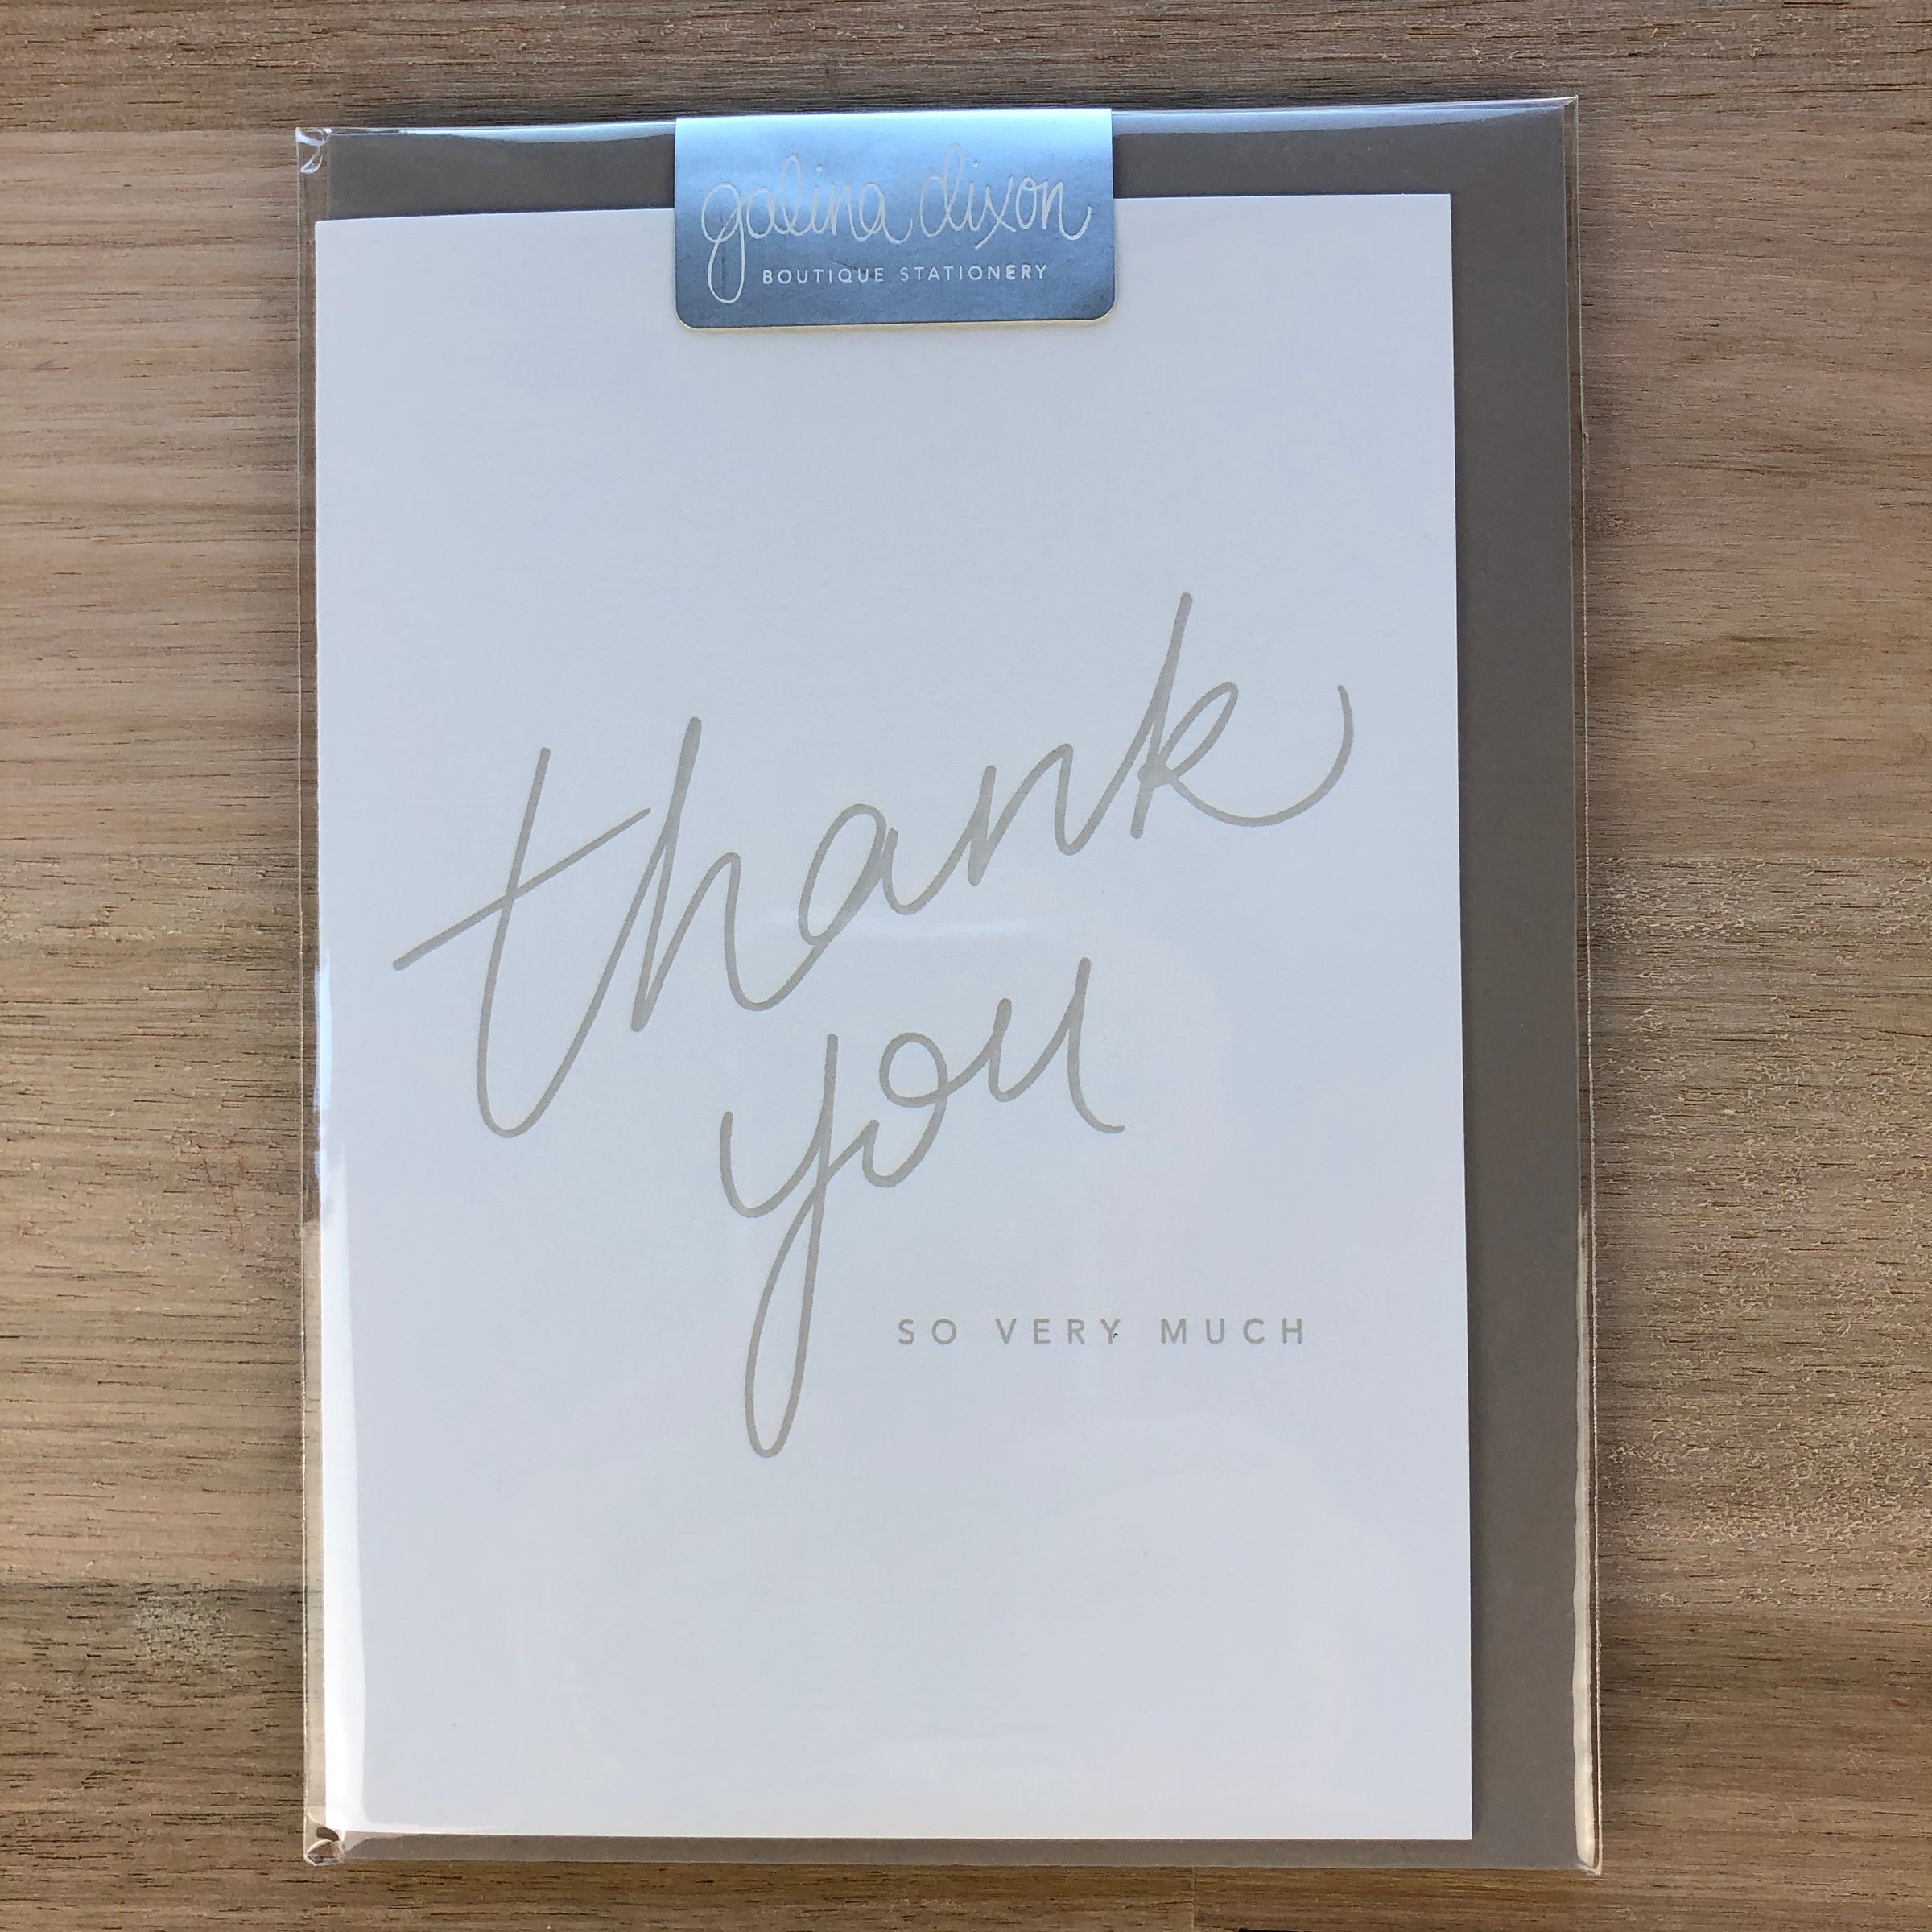 galina dixon
BOUTIQUE STATIONERY
thank
you
SO VERY MUCH